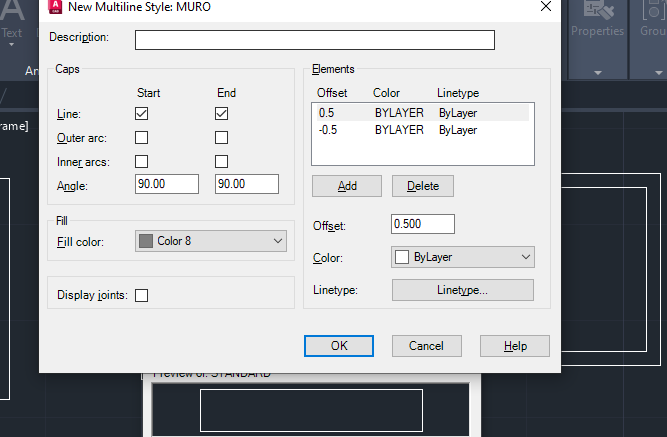 A
New Multiline Style: MURO
Text
Properties
Grou
An
Description:
Caps
Start End
Line:
Outer arc:
Inner arcs:
Angle: 90.00 90.00
Fill
Fill color: Color 8
Display joints:
Elements
Offset Color Linetype
0.5 BYLAYER ByLayer
-0.5 BYLAYER ByLayer
Add Delete
Offset: 0.500
Color: ByLayer
Linetype: Linetype...
OK Cancel Help
rame]
Preview of: STANDARD